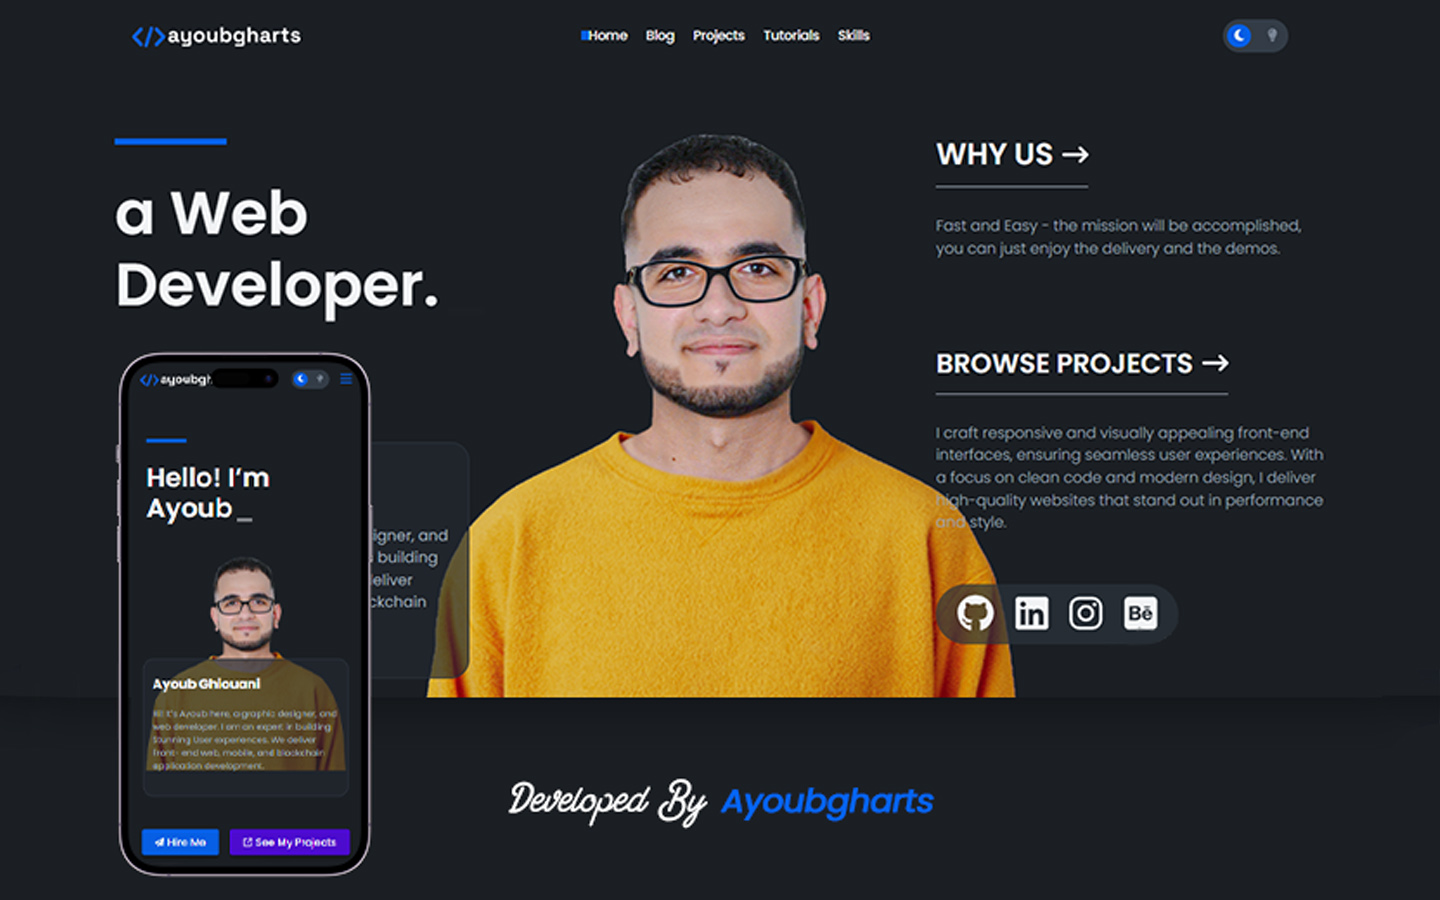 </>ayoubgharts
Home Blog Projects Tutorials Skills
a Web
Developer.
WHY US →
Fast and Easy - the mission will be accomplished,
you can just enjoy the delivery and the demos.
BROWSE PROJECTS →
I craft responsive and visually appealing front-end
interfaces, ensuring seamless user experiences. With
a focus on clean code and modern design, I deliver
high-quality websites that stand out in performance
and style.
in
Bē
igner, and
building
eliver
ckchain
</>ayoubg
Hello! I'm
Ayoub_
Ayoub Ghiouani
Hi! It's Ayoub here, a graphic designer, and
web developer. I am an expert in building
Stunning User experiences. We deliver
front-end web, mobile, and blockchain
application development.
Hire Me
See My Projects
Developed By Ayoubgharts